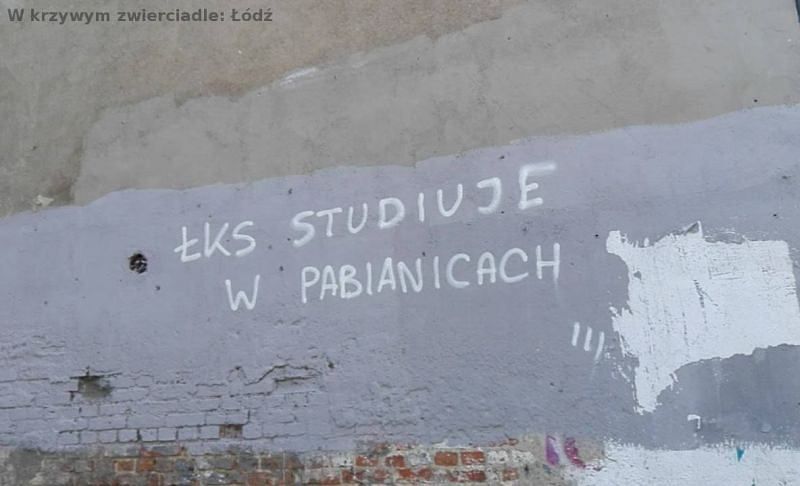 W krzywym zwierciadle: Łódź
ŁKS STUDIUJE
W PABIANICACH